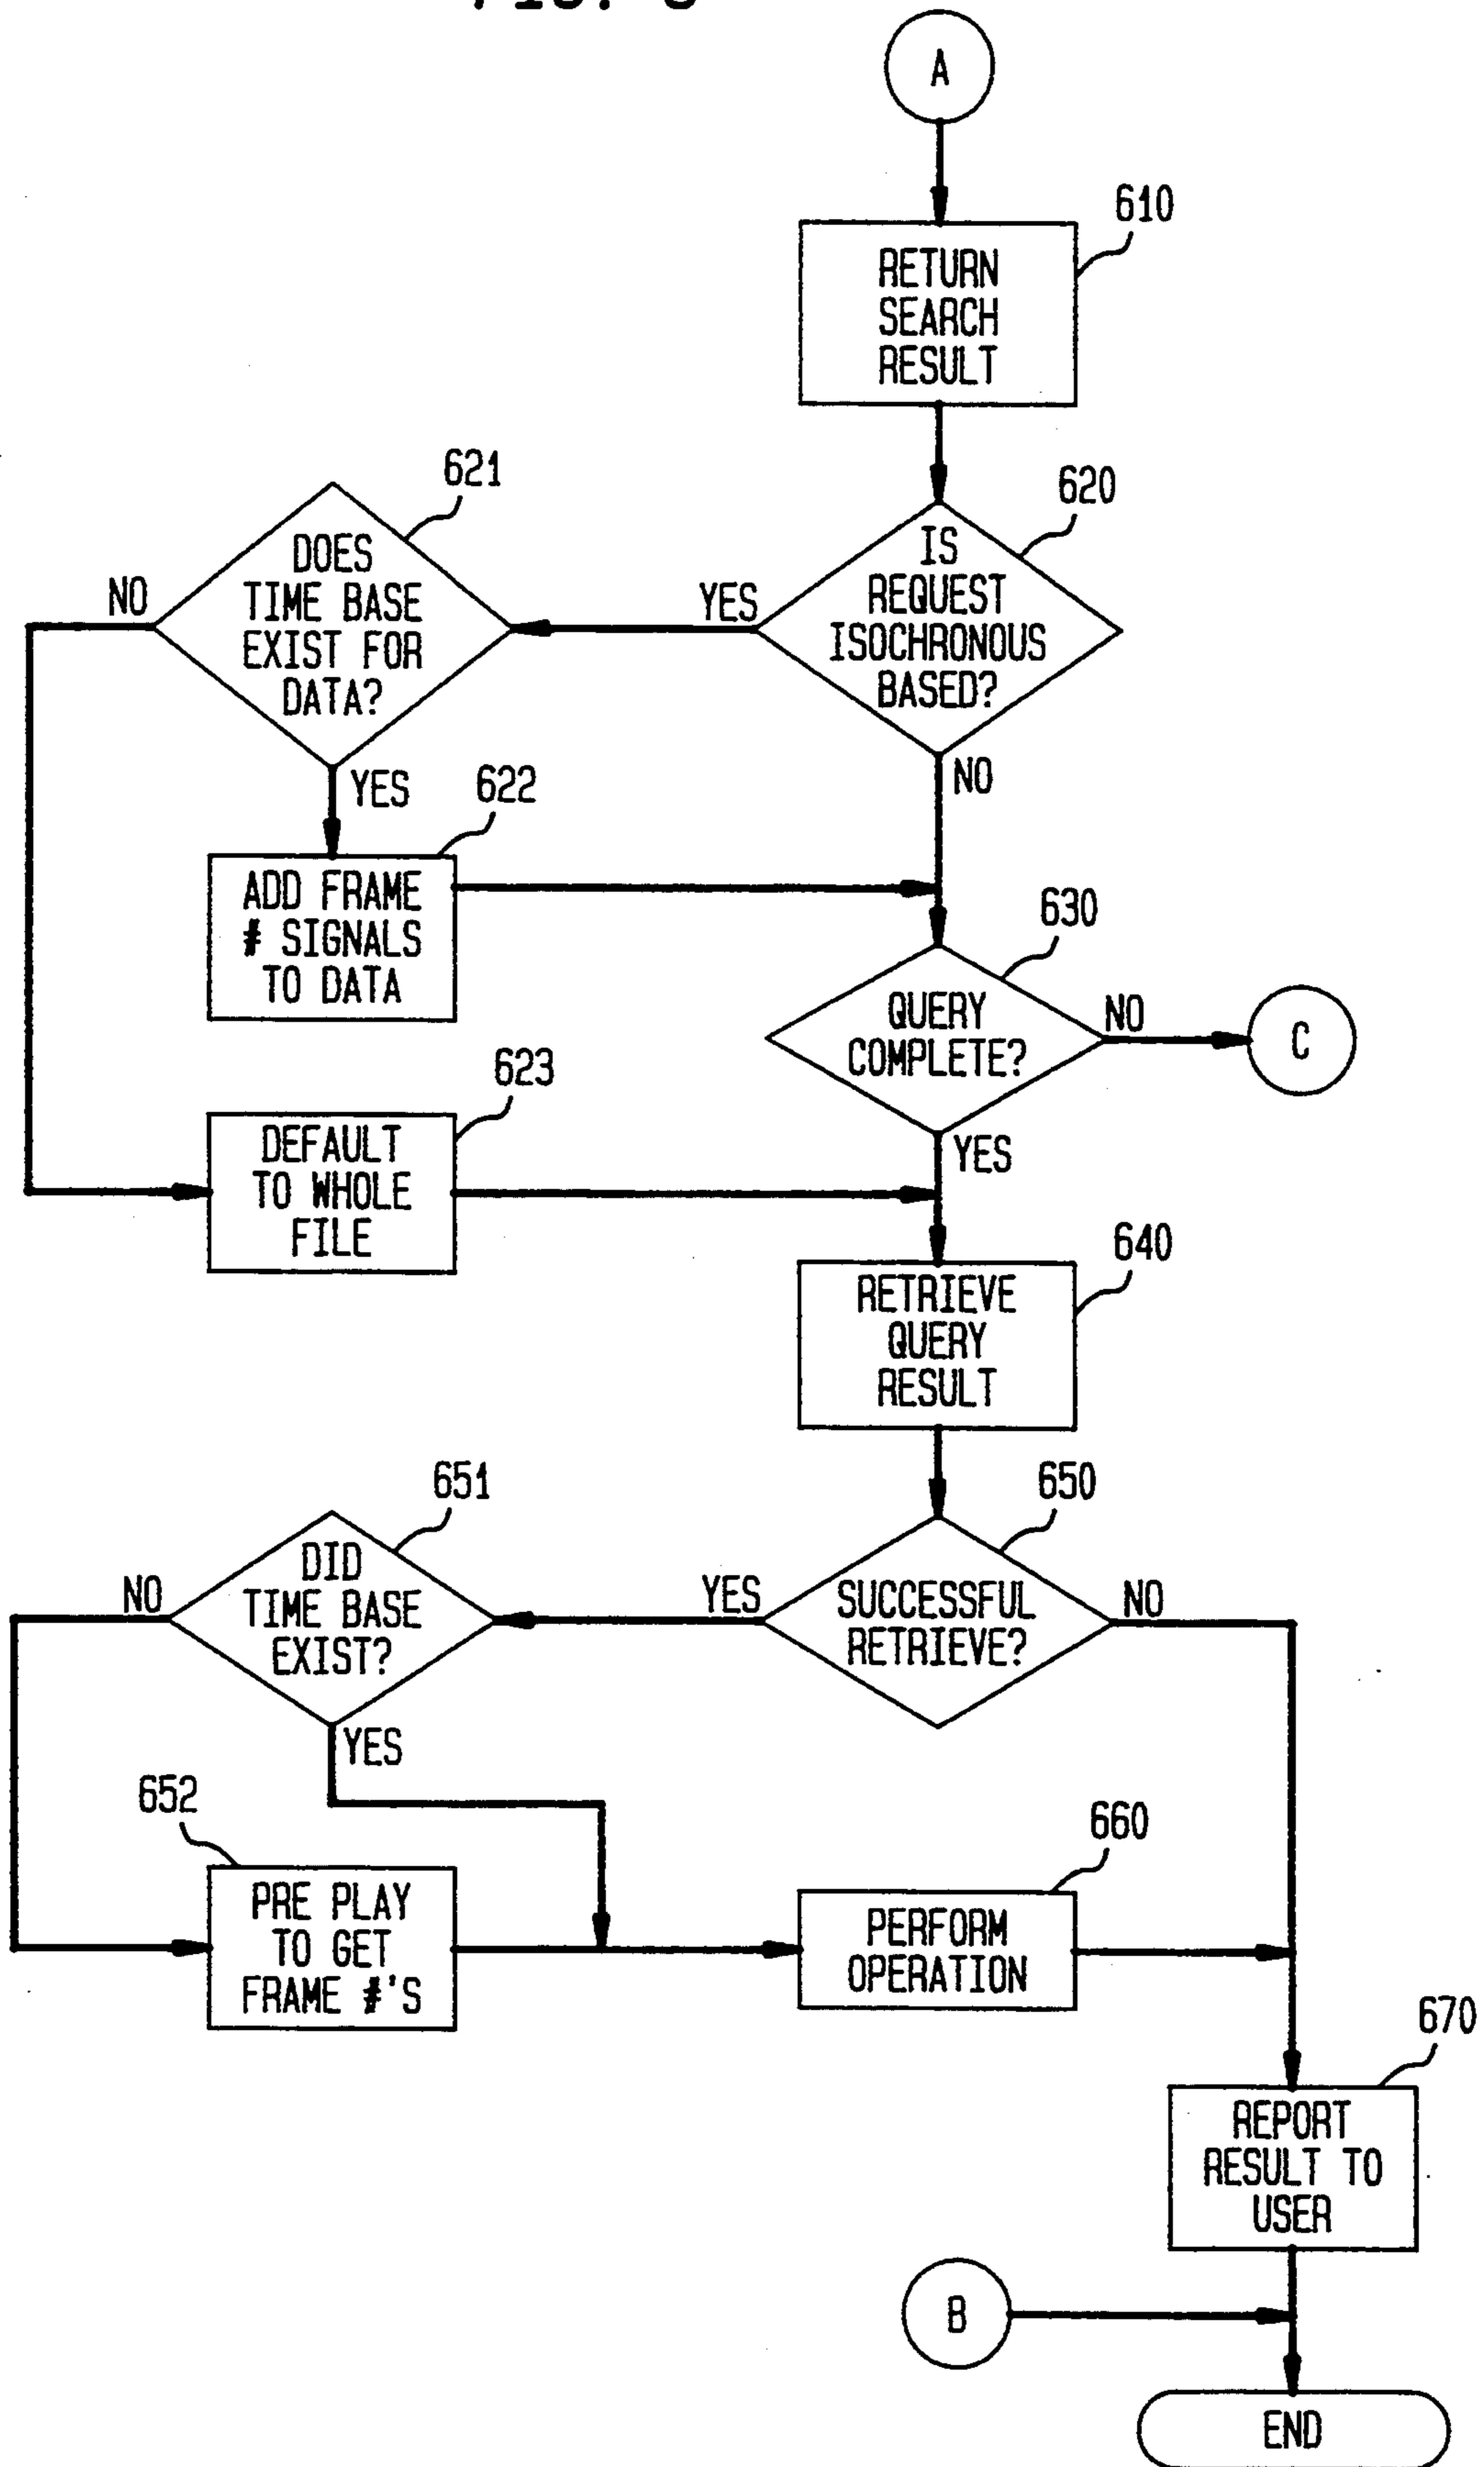 A
610
RETURN
SEARCH
RESULT
621
620
DOES
TIME BASE
EXIST FOR
DATA?
NO
YES
IS
REQUEST
ISOCHRONOUS
BASED?
YES
NO
622
ADD FRAME
# SIGNALS
TO DATA
630
QUERY
COMPLETE?
NO
C
623
DEFAULT
TO WHOLE
FILE
YES
640
RETRIEVE
QUERY
RESULT
651
650
NO
DID
TIME BASE
EXIST?
YES
SUCCESSFUL
RETRIEVE?
NO
YES
652
PRE PLAY
TO GET
FRAME #'S
660
PERFORM
OPERATION
670
REPORT
RESULT TO
USER
B
END